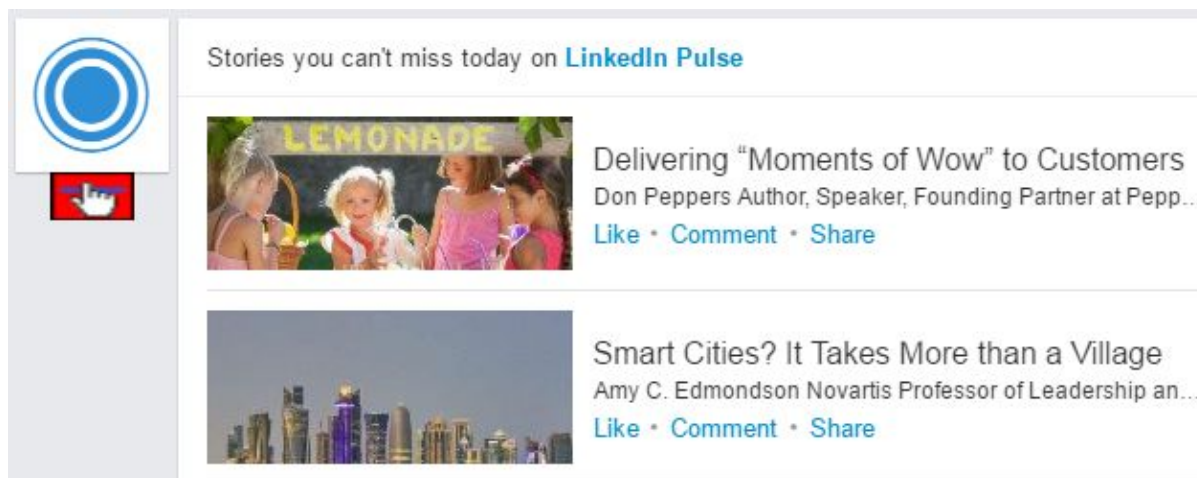 Stories you can't miss today on LinkedIn Pulse
LEMONADE
Delivering “Moments of Wow” to Customers
Don Peppers Author, Speaker, Founding Partner at Pepp...
Like • Comment • Share
Smart Cities? It Takes More than a Village
Amy C. Edmondson Novartis Professor of Leadership an...
Like • Comment • Share